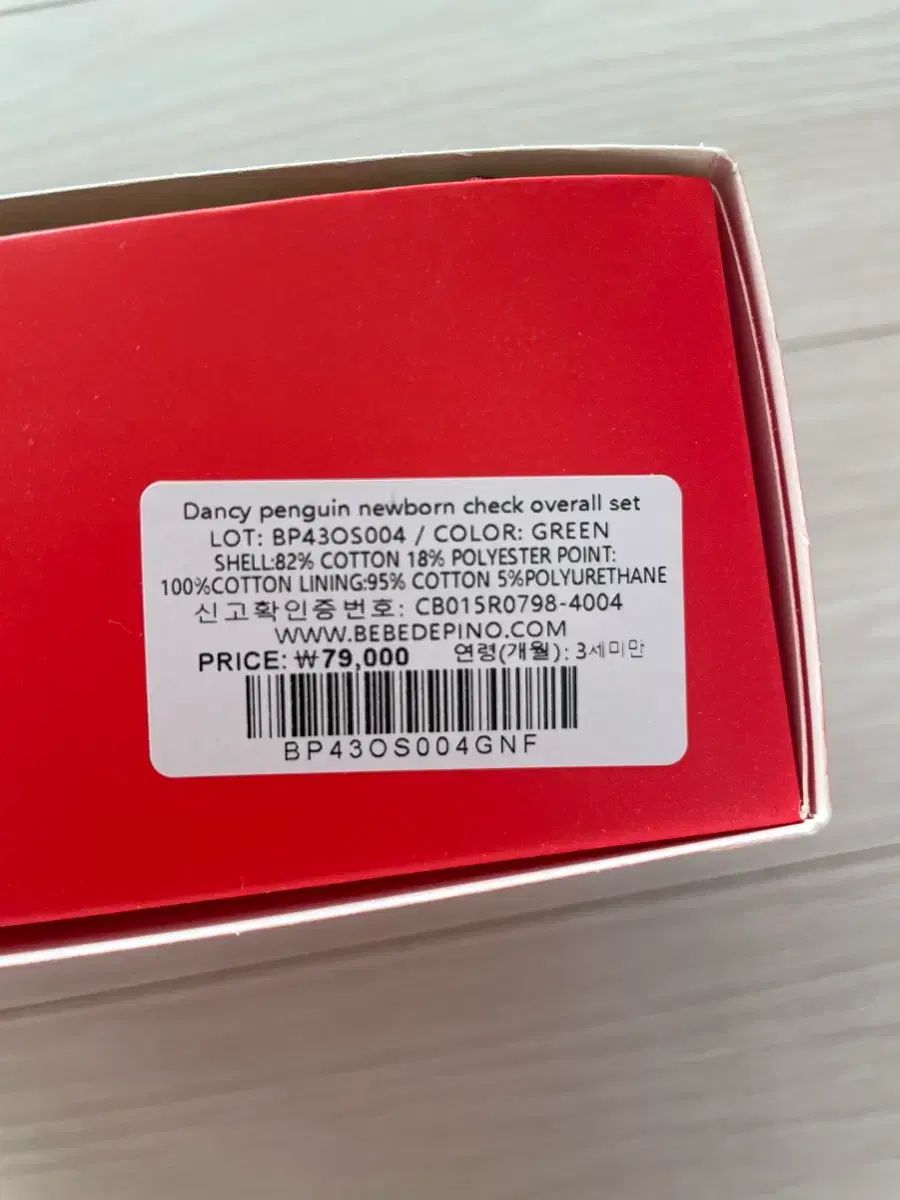 Dancy penguin newborn check overall set
LOT: BP43OS004 / COLOR: GREEN
SHELL:82% COTTON 18% POLYESTER POINT:
100%COTTON LINING:95% COTTON 5%POLYURETHANE
신고확인증번호: CB015R0798-4004
WWW.BEBEDEPINO.COM
PRICE: ₩79,000 연령(개월): 3세미만
BP43OS004GNF